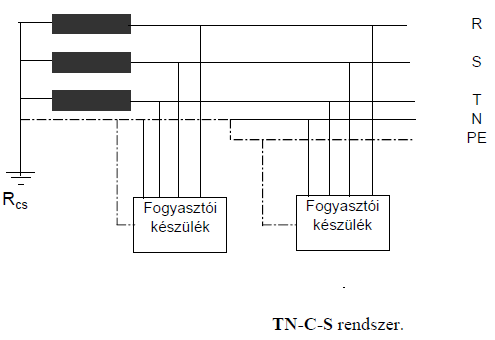 R
S
T
N
PE
Rcs
Fogyasztói
készülék
Fogyasztói
készülék
TN-C-S rendszer.